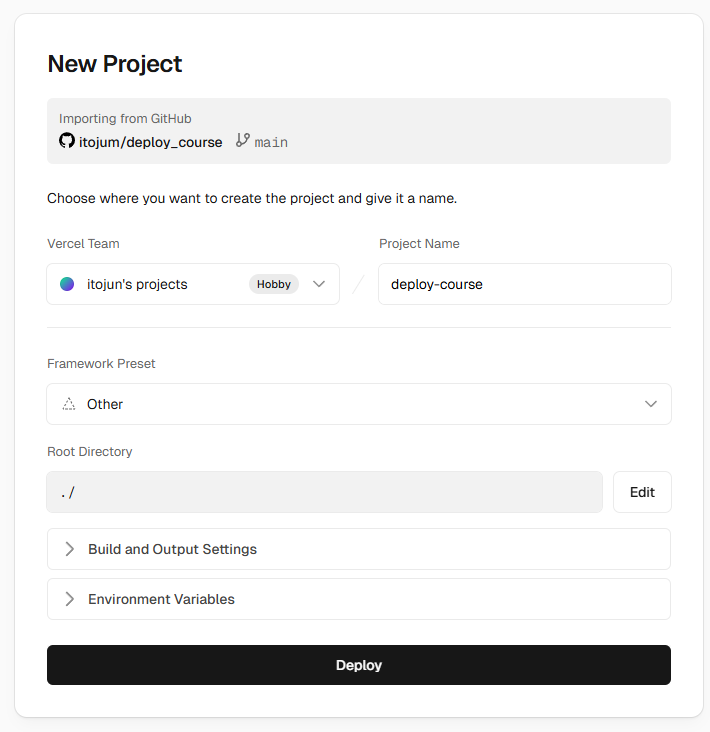 New Project
Importing from GitHub
itojum/deploy_course main
Choose where you want to create the project and give it a name.
Vercel Team
Project Name
itojun's projects Hobby
/
deploy-course
Framework Preset
Other
Root Directory
./
Edit
Build and Output Settings
Environment Variables
Deploy